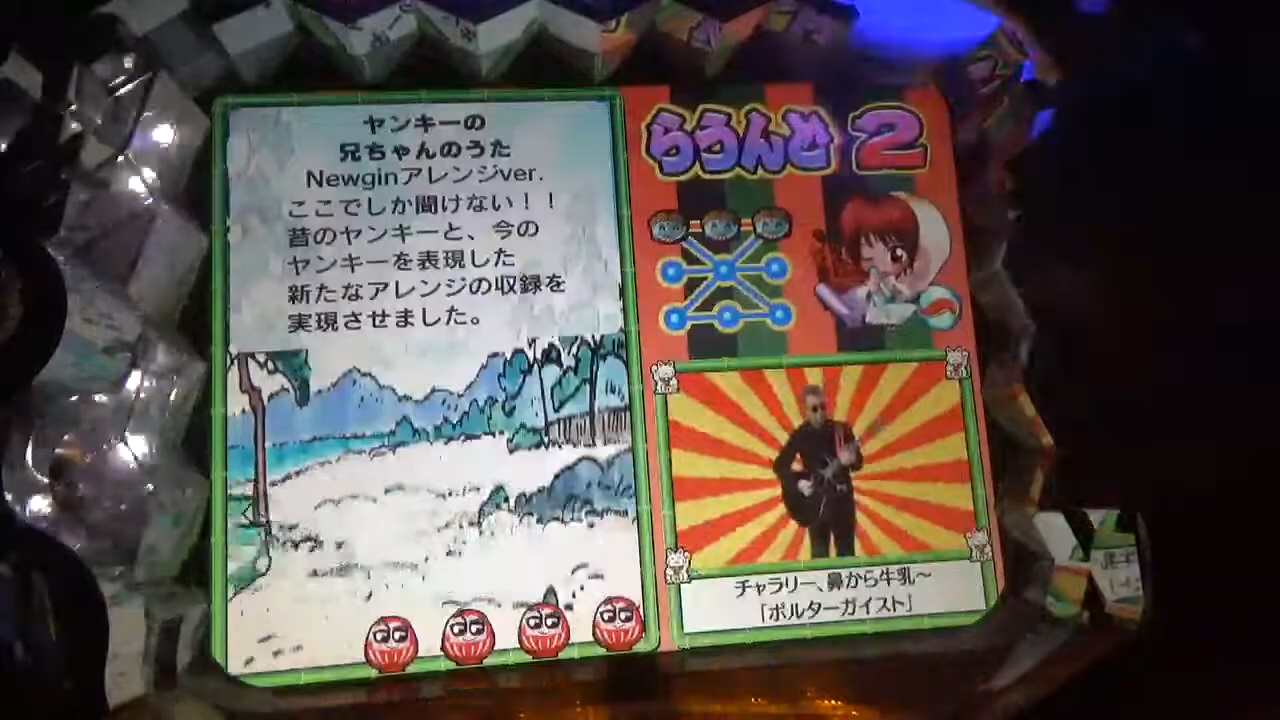 ヤンキーの
兄ちゃんのうた
Newginアレンジver.
ここでしか聞けない！！
昔のヤンキーと、今の
ヤンキーを表現した
新たなアレンジの収録を
実現させました。
らうんど2
チャラリー、鼻から牛乳～
「ポルターガイスト」